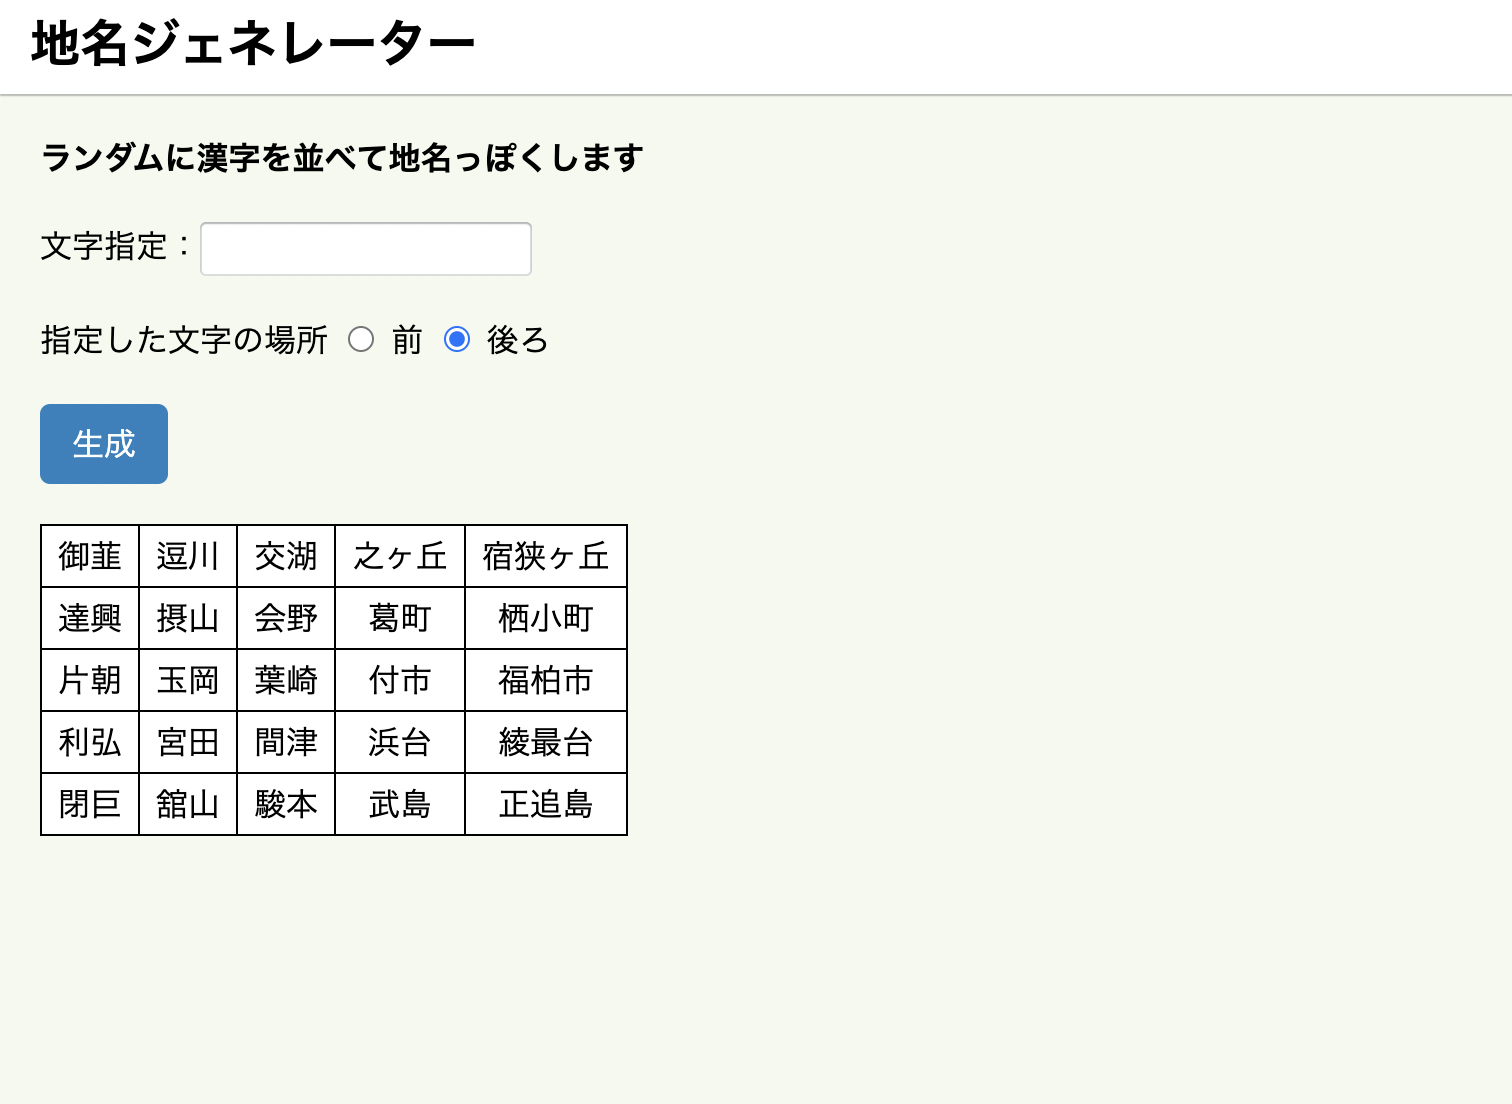 地名ジェネレーター
ランダムに漢字を並べて地名っぽくします
文字指定：
指定した文字の場所 前 後ろ
生成
御韮 逗川 交湖 之ヶ丘 宿狭ヶ丘
達興 摂山 会野 葛町 栖小町
片朝 玉岡 葉崎 付市 福柏市
利弘 宮田 間津 浜台 綾最台
閉巨 舘山 駿本 武島 正追島